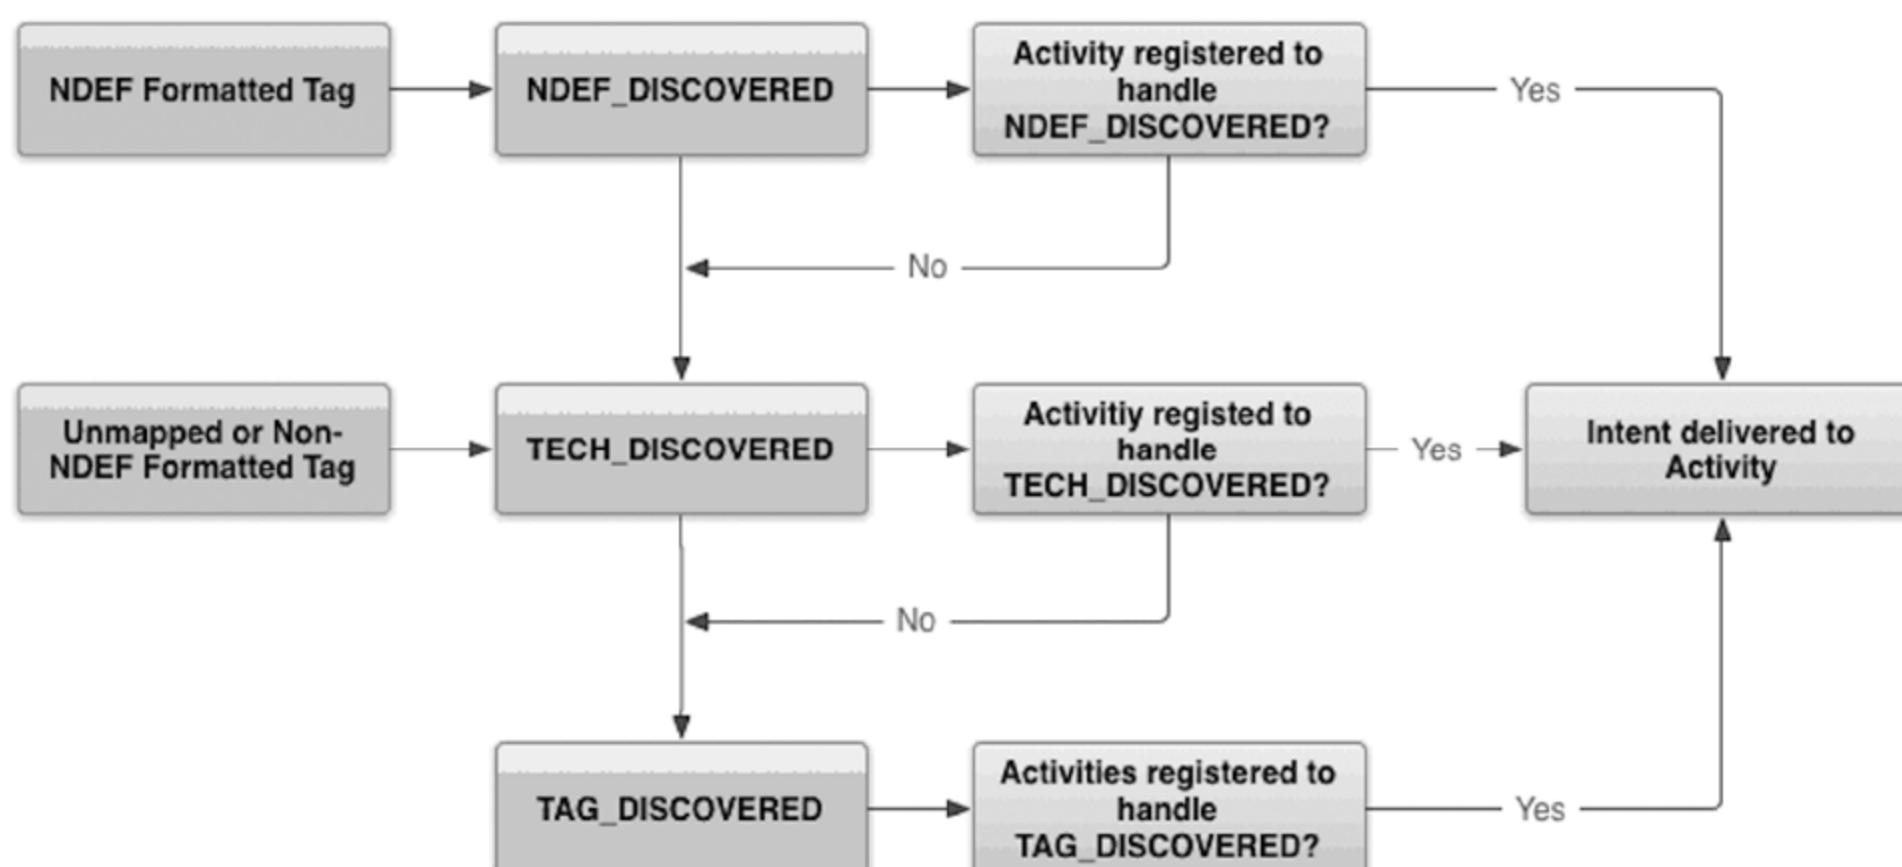 NDEF Formatted Tag
NDEF_DISCOVERED
Activity registered to
handle
NDEF_DISCOVERED?
Yes
No
Unmapped or Non-
NDEF Formatted Tag
TECH_DISCOVERED
Activitiy registed to
handle
TECH_DISCOVERED?
Yes
Intent delivered to
Activity
No
TAG_DISCOVERED
Activities registered to
handle
TAG_DISCOVERED?
Yes